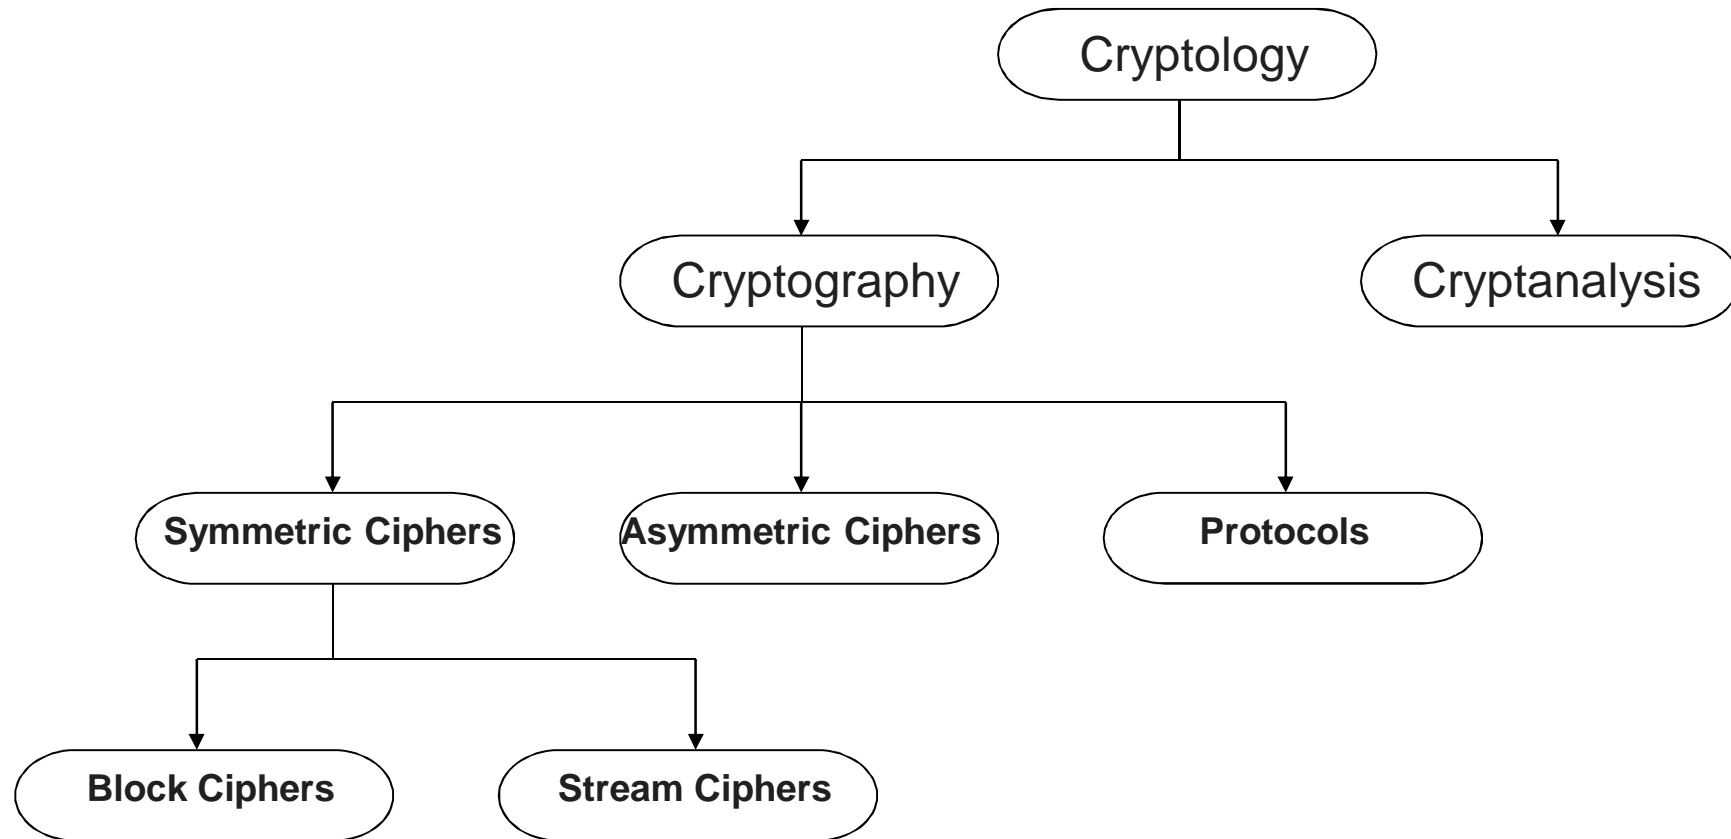 Cryptology
Cryptography
Cryptanalysis
Symmetric Ciphers
Asymmetric Ciphers
Protocols
Block Ciphers
Stream Ciphers